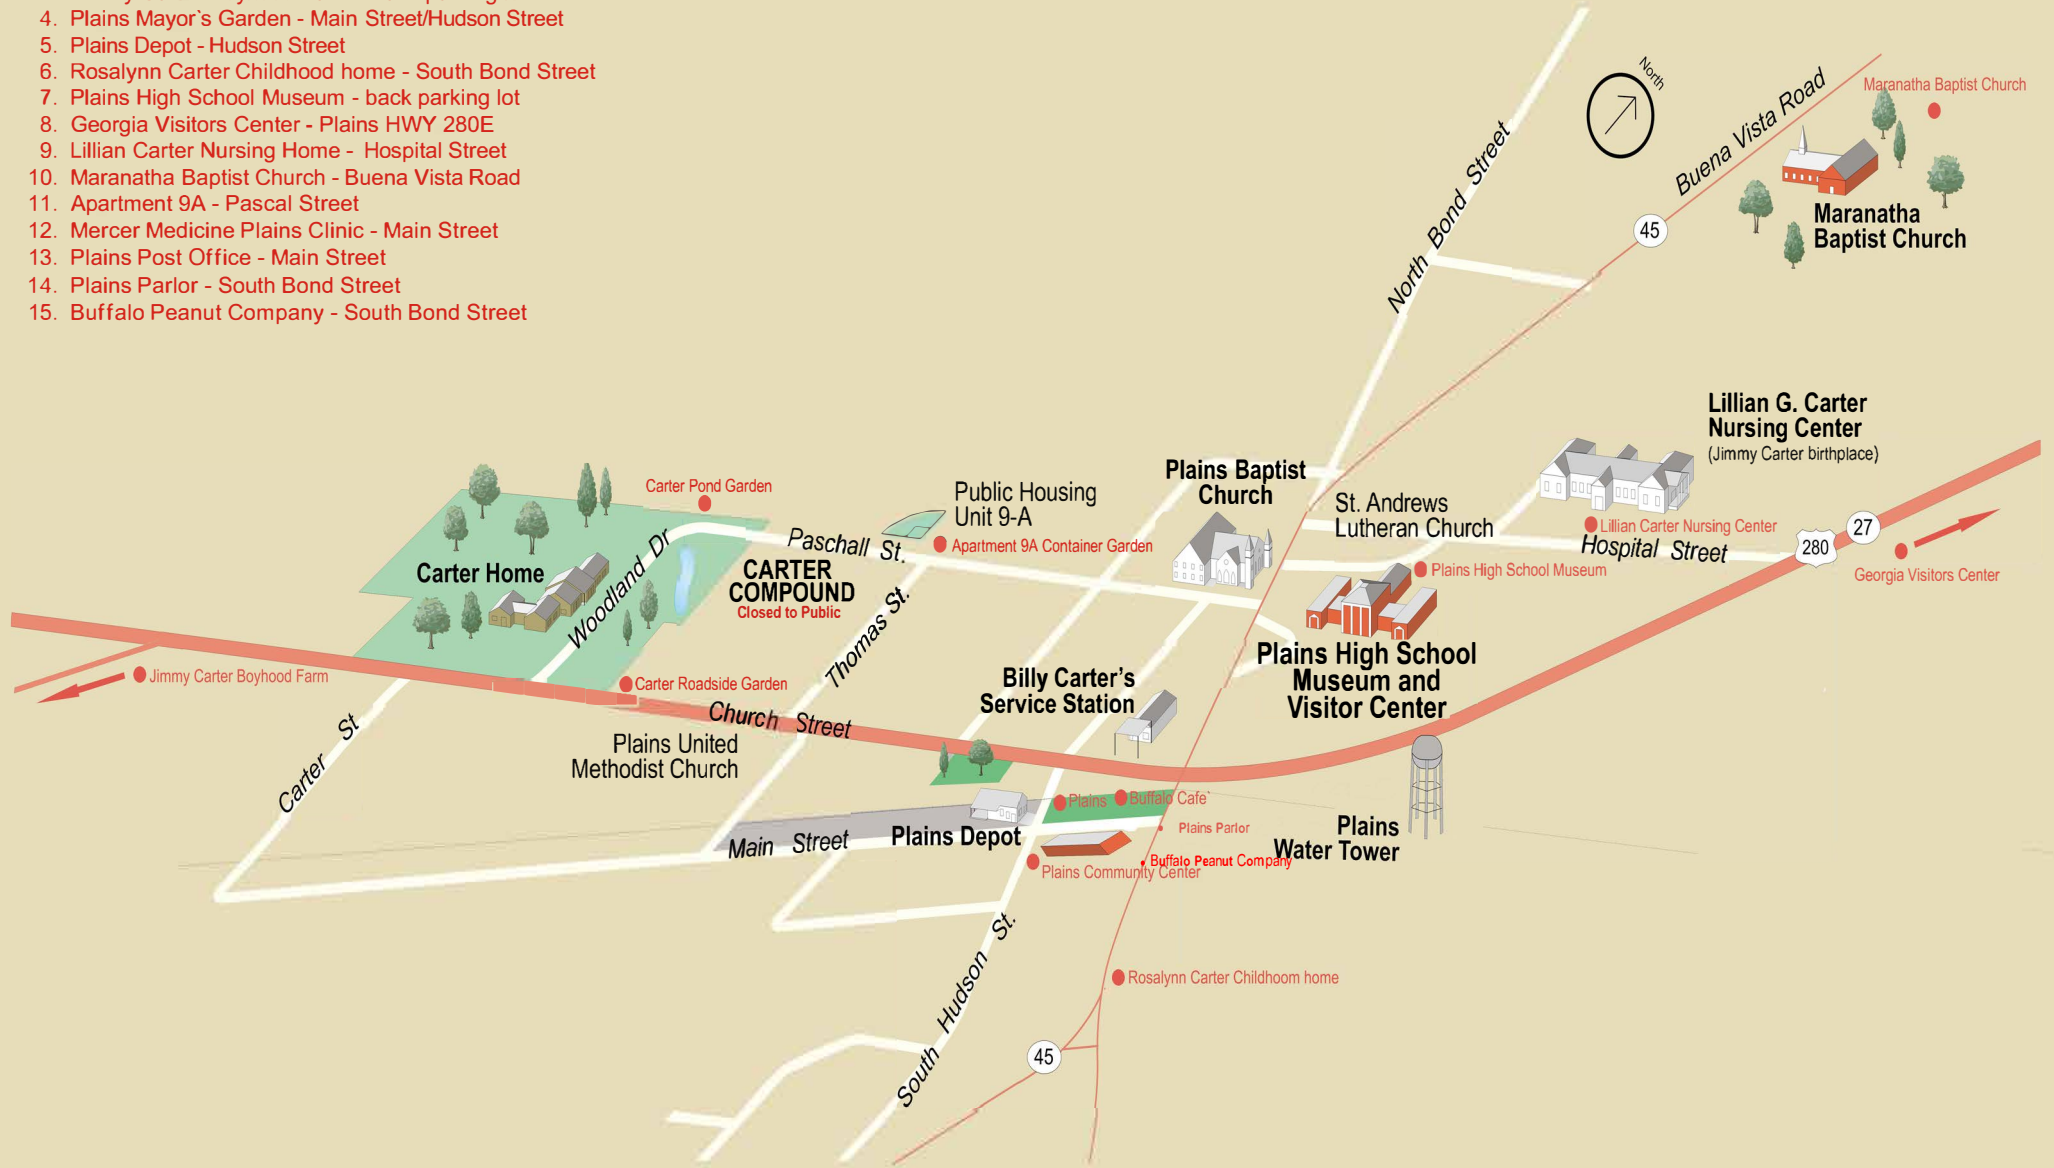 4. Plains Mayor`s Garden - Main Street/Hudson Street
5. Plains Depot - Hudson Street
6. Rosalynn Carter Childhood home - South Bond Street
7. Plains High School Museum - back parking lot
8. Georgia Visitors Center - Plains HWY 280E
9. Lillian Carter Nursing Home - Hospital Street
10. Maranatha Baptist Church - Buena Vista Road
11. Apartment 9A - Pascal Street
12. Mercer Medicine Plains Clinic - Main Street
13. Plains Post Office - Main Street
14. Plains Parlor - South Bond Street
15. Buffalo Peanut Company - South Bond Street
North
Buena Vista Road
Maranatha Baptist Church
45
Maranatha
Baptist Church
North Bond Street
Lillian G. Carter
Nursing Center
(Jimmy Carter birthplace)
Plains Baptist
Church
St. Andrews
Lutheran Church
Lillian Carter Nursing Center
Hospital Street
280
27
Georgia Visitors Center
Plains High School Museum
Carter Pond Garden
Public Housing
Unit 9-A
Apartment 9A Container Garden
Paschall St.
Woodland Dr
Carter Home
CARTER
COMPOUND
Closed to Public
Thomas St.
Jimmy Carter Boyhood Farm
Carter Roadside Garden
Church Street
Billy Carter's
Service Station
Plains High School
Museum and
Visitor Center
Plains United
Methodist Church
Carter St
Plains
Buffalo Cafe`
Main Street
Plains Depot
Plains Parlor
Plains
Water Tower
Buffalo Peanut Company
Plains Community Center
South Hudson St.
Rosalynn Carter Childhoom home
45